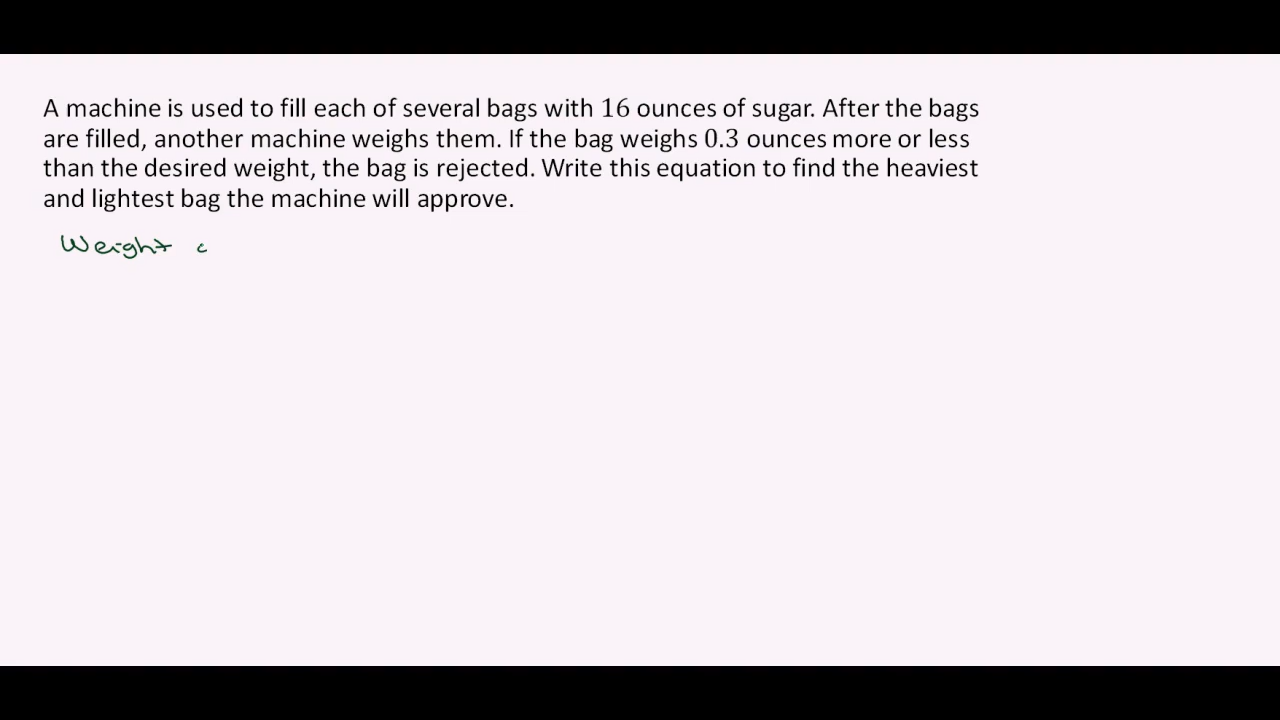 A machine is used to fill each of several bags with 16 ounces of sugar. After the bags
are filled, another machine weighs them. If the bag weighs 0.3 ounces more or less
than the desired weight, the bag is rejected. Write this equation to find the heaviest
and lightest bag the machine will approve.
Weight